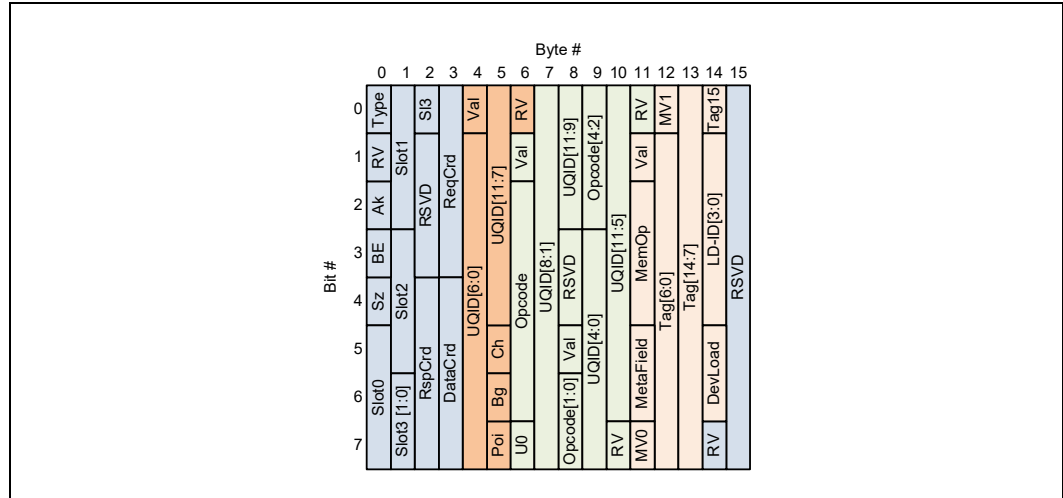 Byte #
0 1 2 3 4 5 6 7 8 9 10 11 12 13 14 15
Bit #
0
1
2
3
4
5
6
7
Type
RV
Ak
BE
Sz
Slot0
Slot1
Slot2
Slot3 [1:0]
Sl3
RSVD
RspCrd
ReqCrd
DataCrd
Val
UQID[6:0]
UQID[11:7]
Ch
Bg
Poi
RV
Val
Opcode
U0
UQID[8:1]
UQID[11:9]
RSVD
Val
Opcode[1:0]
Opcode[4:2]
UQID[4:0]
UQID[11:5]
RV
RV
Val
MemOp
MetaField
MV0
MV1
Tag[6:0]
Tag[14:7]
Tag15
LD-ID[3:0]
DevLoad
RV
RSVD